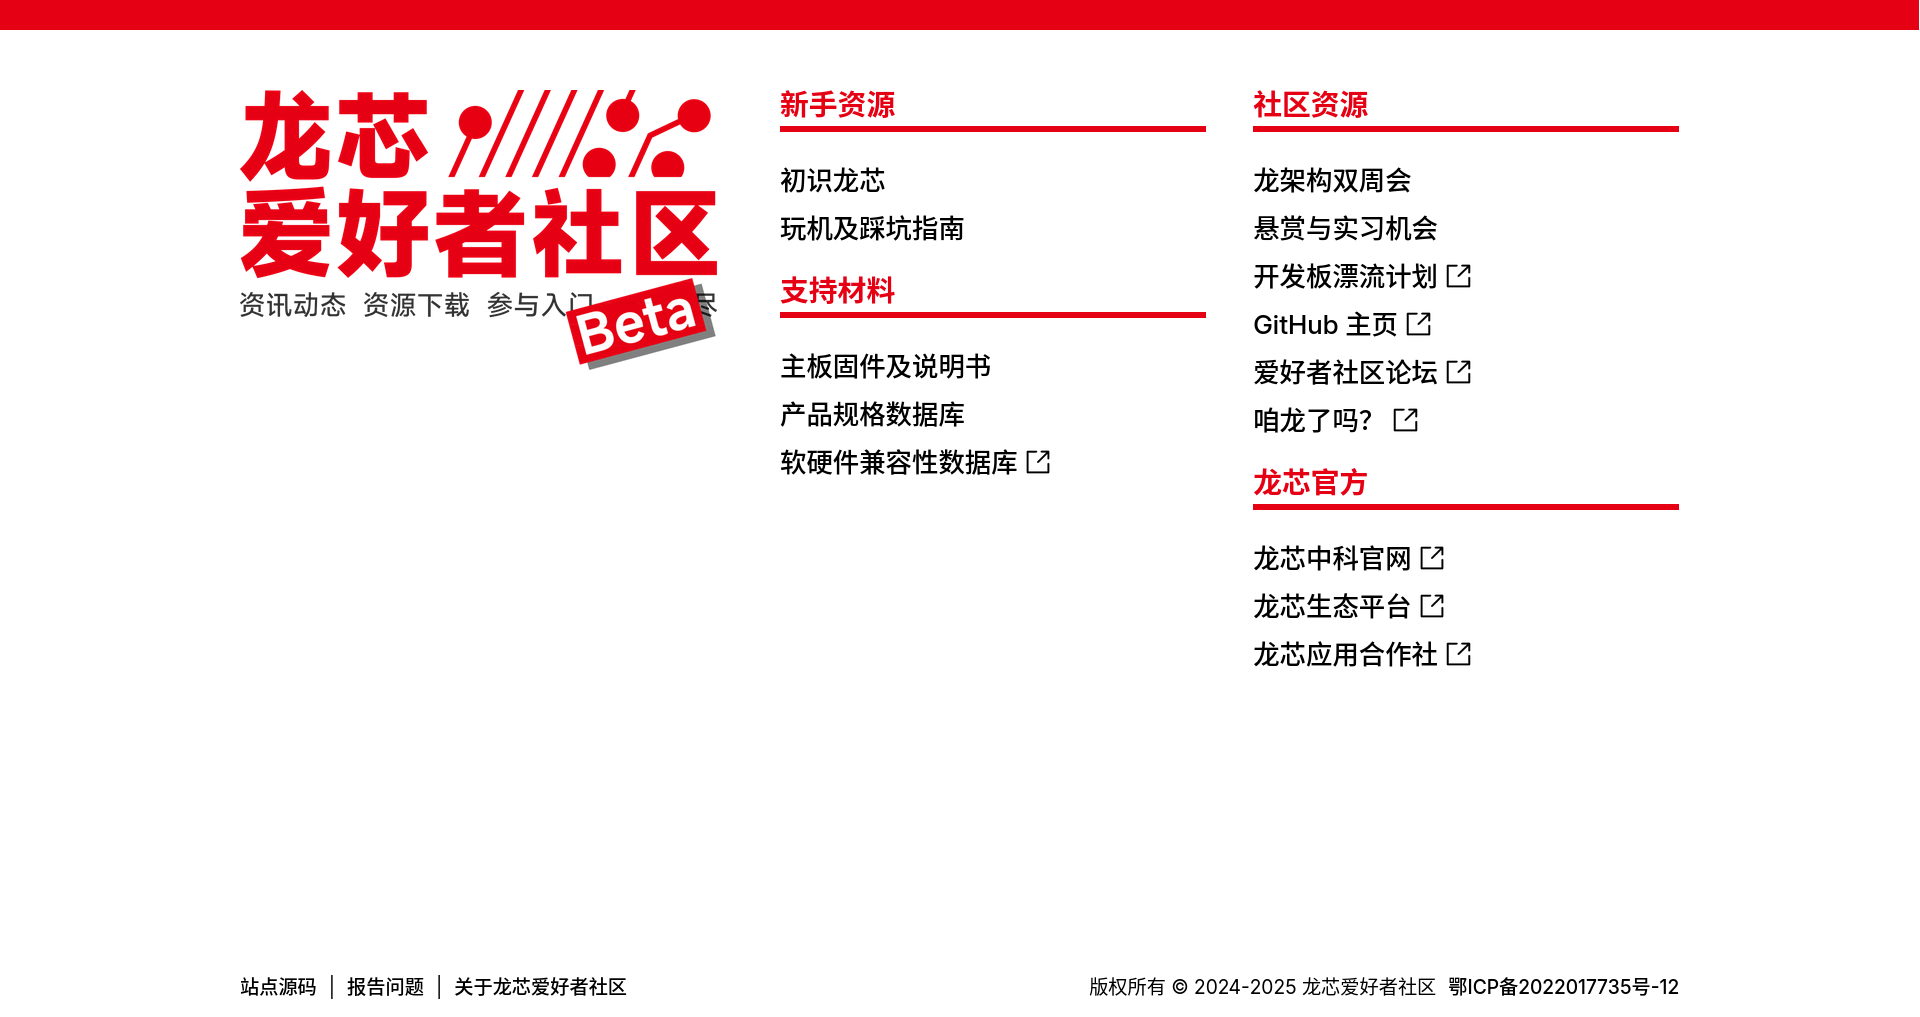 龙芯
爱好者社区
资讯动态 资源下载 参与入门
Beta
新手资源
初识龙芯
玩机及踩坑指南
支持材料
主板固件及说明书
产品规格数据库
软硬件兼容性数据库
社区资源
龙架构双周会
悬赏与实习机会
开发板漂流计划
GitHub 主页
爱好者社区论坛
咱龙了吗？
龙芯官方
龙芯中科官网
龙芯生态平台
龙芯应用合作社
站点源码 | 报告问题 | 关于龙芯爱好者社区
版权所有 © 2024-2025 龙芯爱好者社区 鄂ICP备2022017735号-12